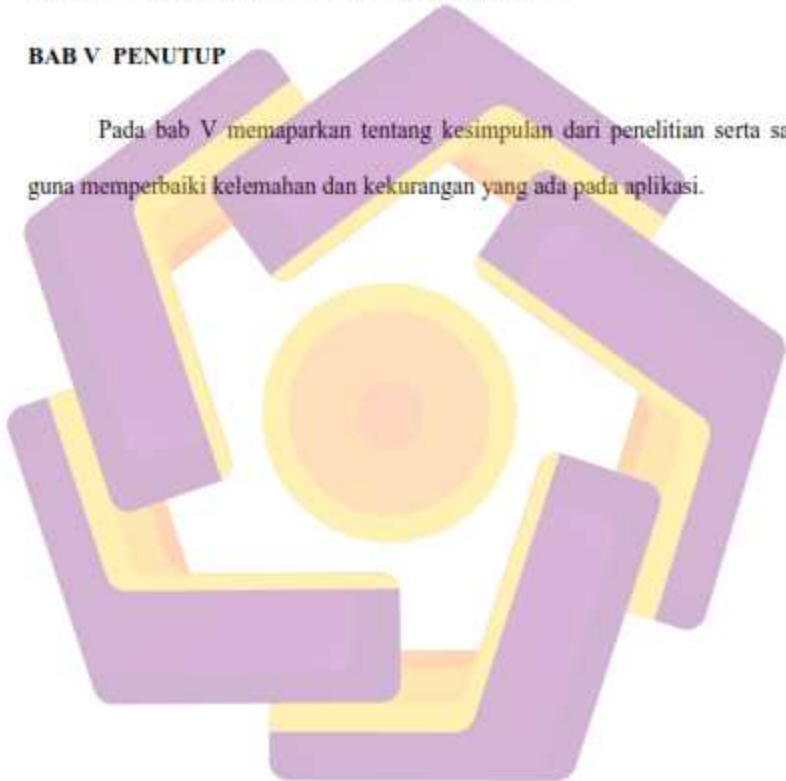 BAB V PENUTUP
Pada bab V memaparkan tentang kesimpulan dari penelitian serta sa
guna memperbaiki kelemahan dan kekurangan yang ada pada aplikasi.